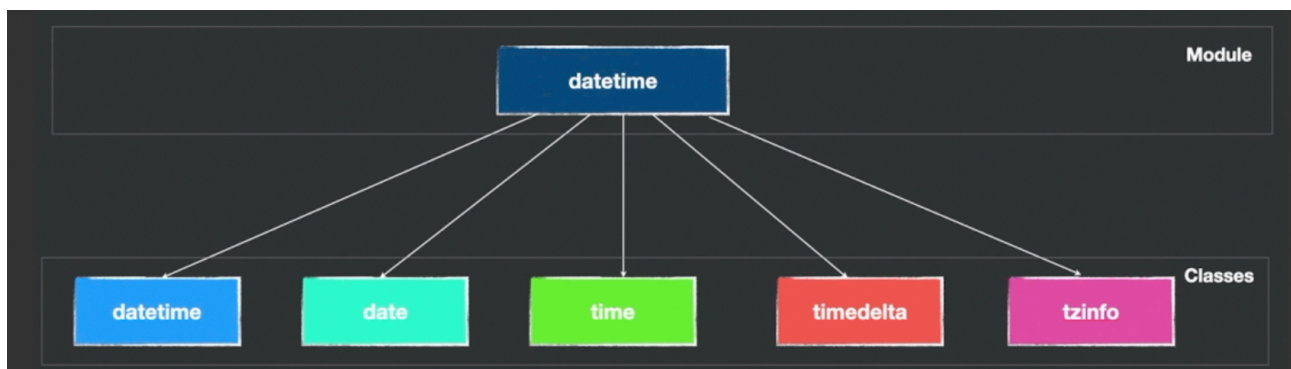 Module
datetime
Classes
datetime
date
time
timedelta
tzinfo